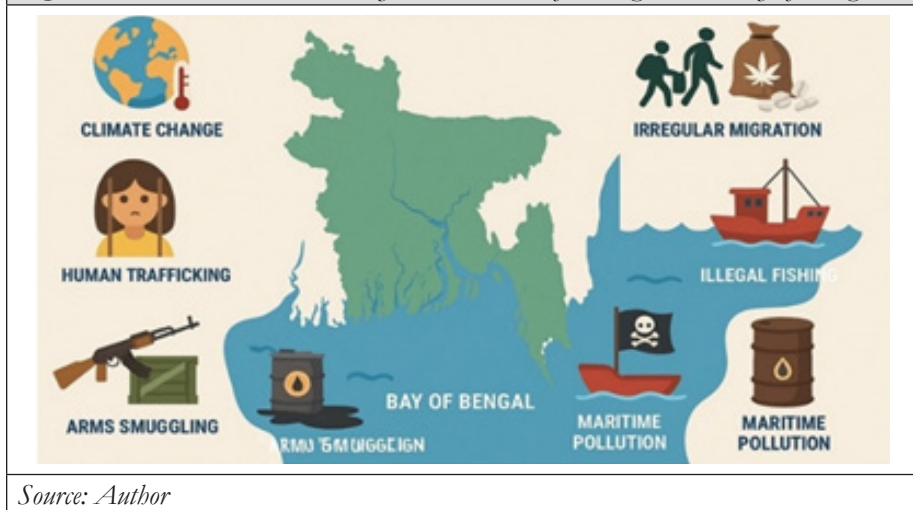 CLIMATE CHANGE
IRREGULAR MIGRATION
HUMAN TRAFFICKING
ILLEGAL FISHING
ARMS SMUGGLING
BAY OF BENGAL
MARITIME
POLLUTION
MARITIME
POLLUTION
Source: Author